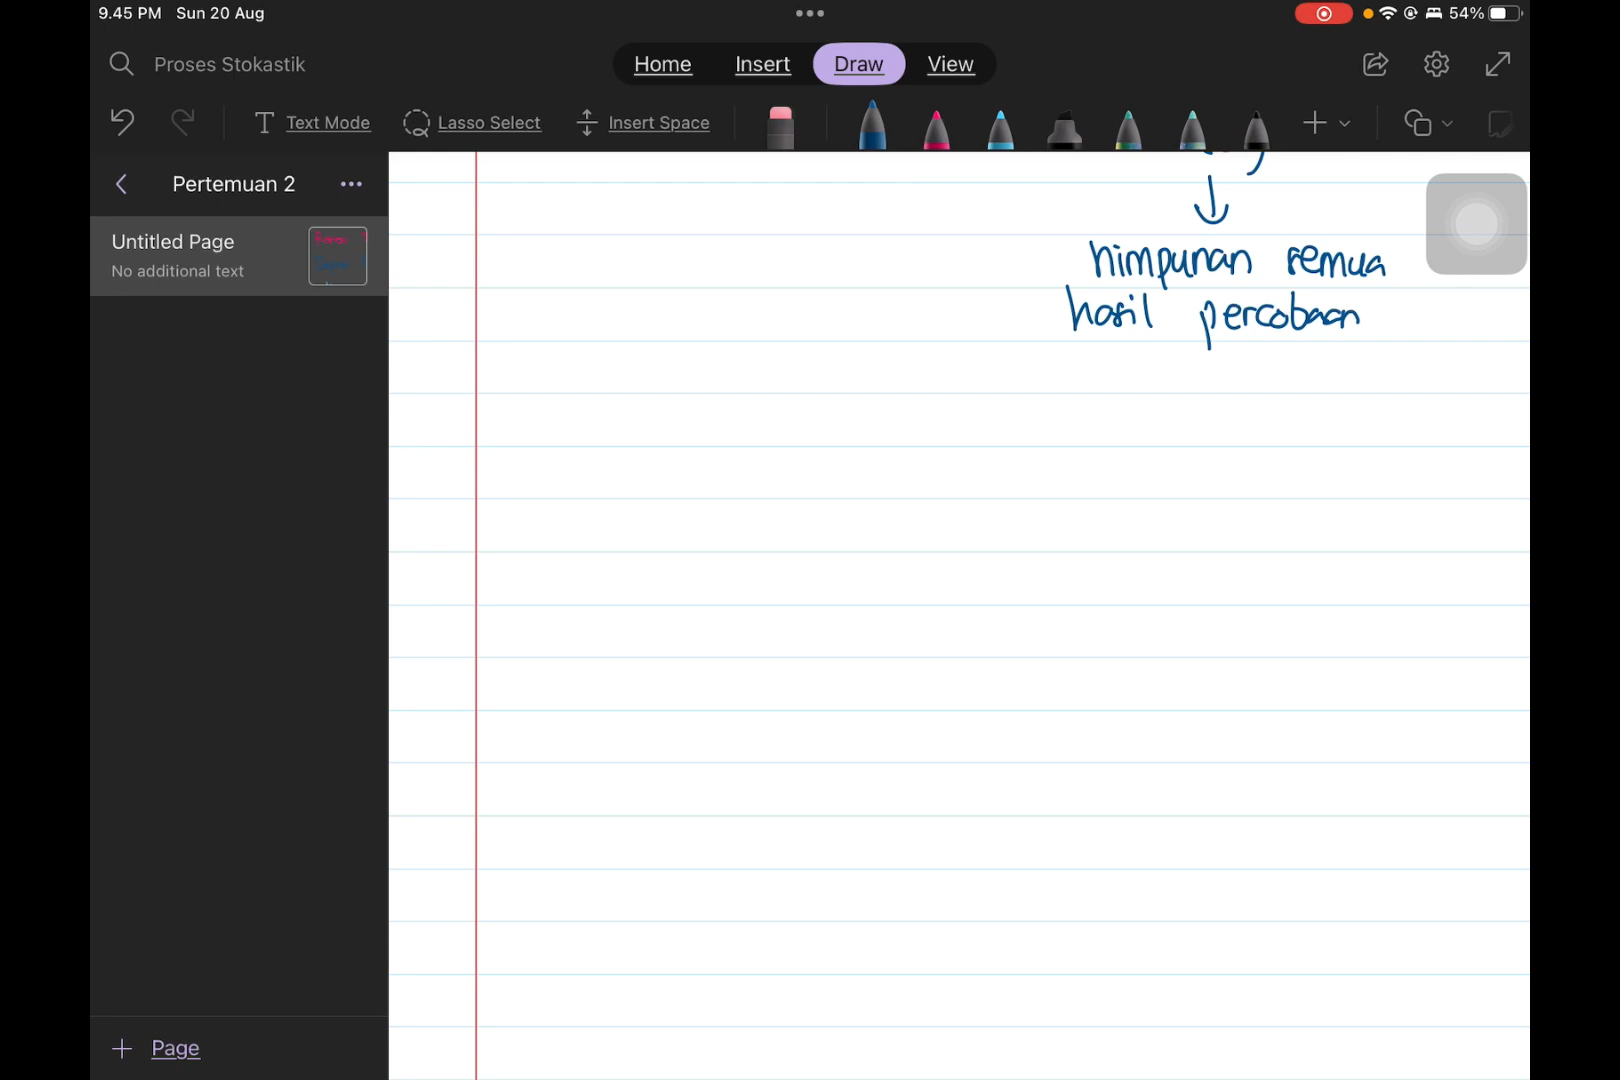 9.45 PM Sun 20 Aug
54%
Proses Stokastik
Home Insert Draw View
Text Mode Lasso Select Insert Space
Pertemuan 2
Untitled Page
No additional text
himpunan semua
hasil percobaan
Page